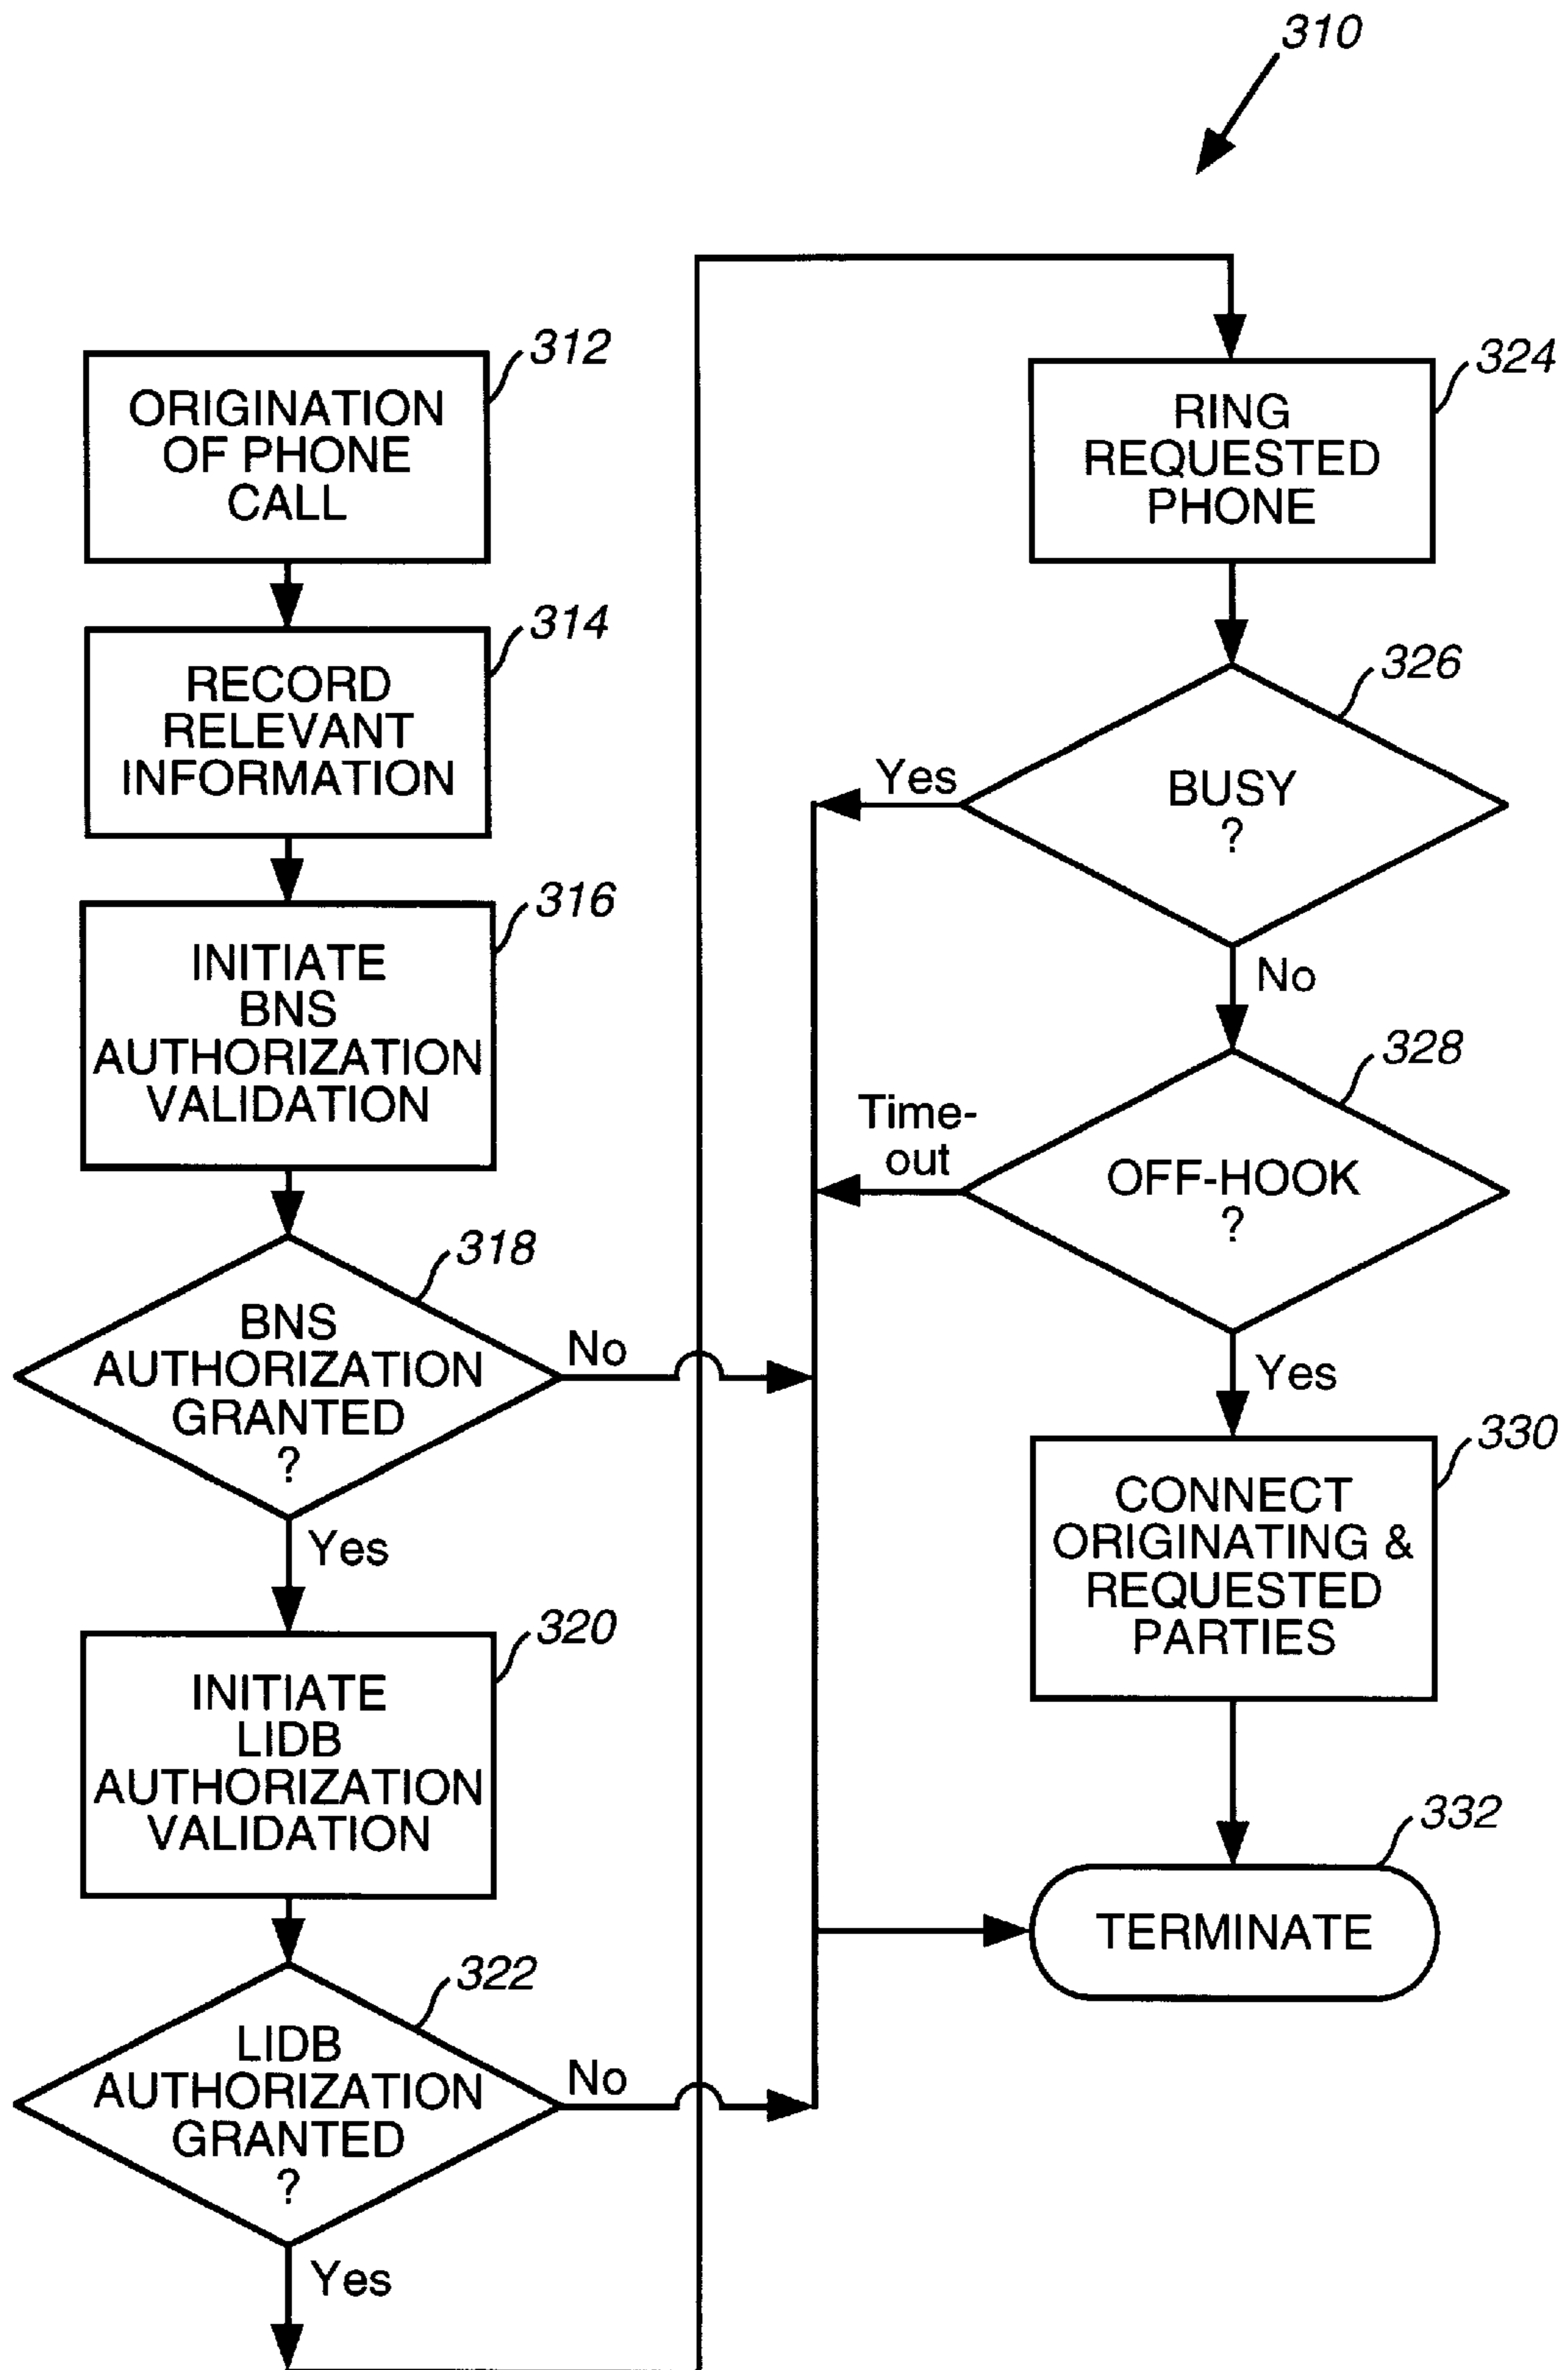 310
312
ORIGINATION
OF PHONE
CALL
314
RECORD
RELEVANT
INFORMATION
316
INITIATE
BNS
AUTHORIZATION
VALIDATION
318
BNS
AUTHORIZATION
GRANTED
?
No
Yes
320
INITIATE
LIDB
AUTHORIZATION
VALIDATION
322
LIDB
AUTHORIZATION
GRANTED
?
No
Yes
324
RING
REQUESTED
PHONE
326
BUSY
?
Yes
No
328
OFF-HOOK
?
Time-
out
Yes
330
CONNECT
ORIGINATING &
REQUESTED
PARTIES
332
TERMINATE